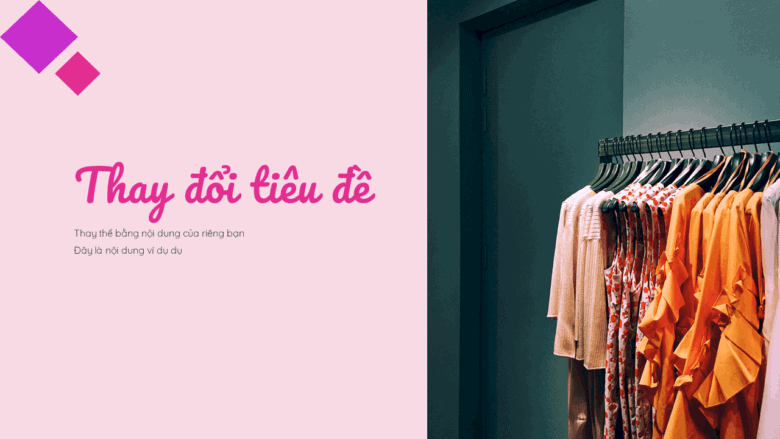 Thay đổi tiêu đề
Thay thế bằng nội dung của riêng bạn
Đây là nội dung ví dụ dụ